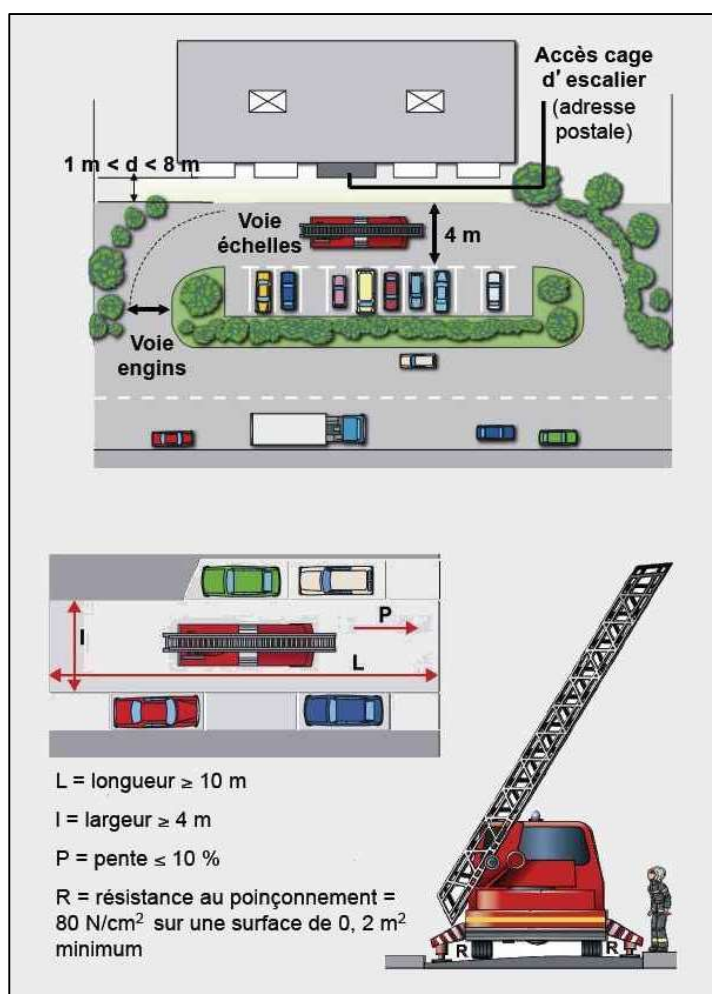 Accès cage
d' escalier
(adresse
postale)
1 m < d < 8 m
Voie
échelles
4 m
Voie
engins
P
l
L
L = longueur ≥ 10 m
l = largeur ≥ 4 m
P = pente ≤ 10 %
R = résistance au poinçonnement =
80 N/cm² sur une surface de 0, 2 m²
minimum
R
R